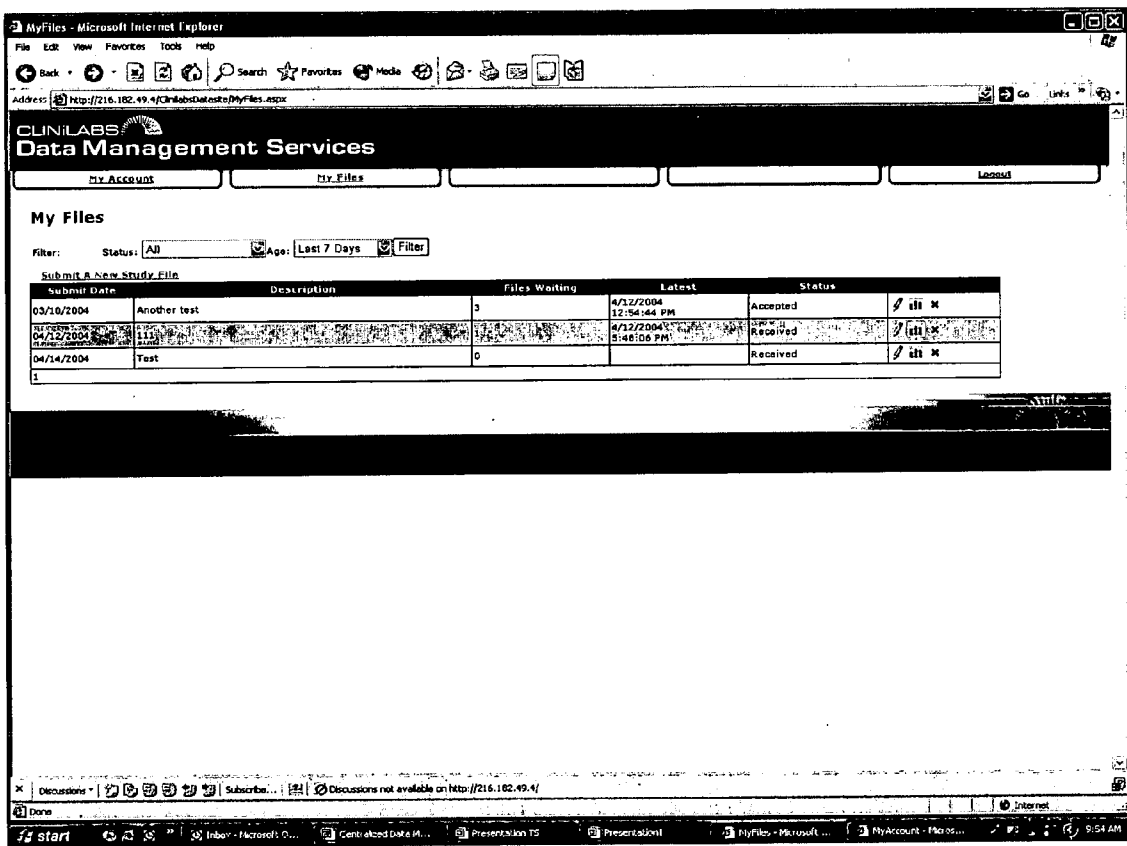 MyFiles - Microsoft Internet Explorer
File Edit View Favorites Tools Help
Back Search Favorites Media
Address http://216.182.49.4/ClinilabsDatasite/MyFiles.aspx Go Links
CLINILABS
Data Management Services
My Account My Files Logout
My Files
Filter: Status: All Age: Last 7 Days Filter
Submit A New Study File
Submit Date Description Files Waiting Latest Status
03/10/2004 Another test 3 4/12/2004 12:54:44 PM Accepted
04/12/2004 111 1 4/12/2004 5:48:06 PM Received
04/14/2004 Test 0 Received
1
Discussions Subscribe... Discussions not available on http://216.182.49.4/
Done Internet
start Inbox - Microsoft O... Centralized Data M... Presentation TS Presentation1 MyFiles - Microsoft ... MyAccount - Micros... 9:54 AM